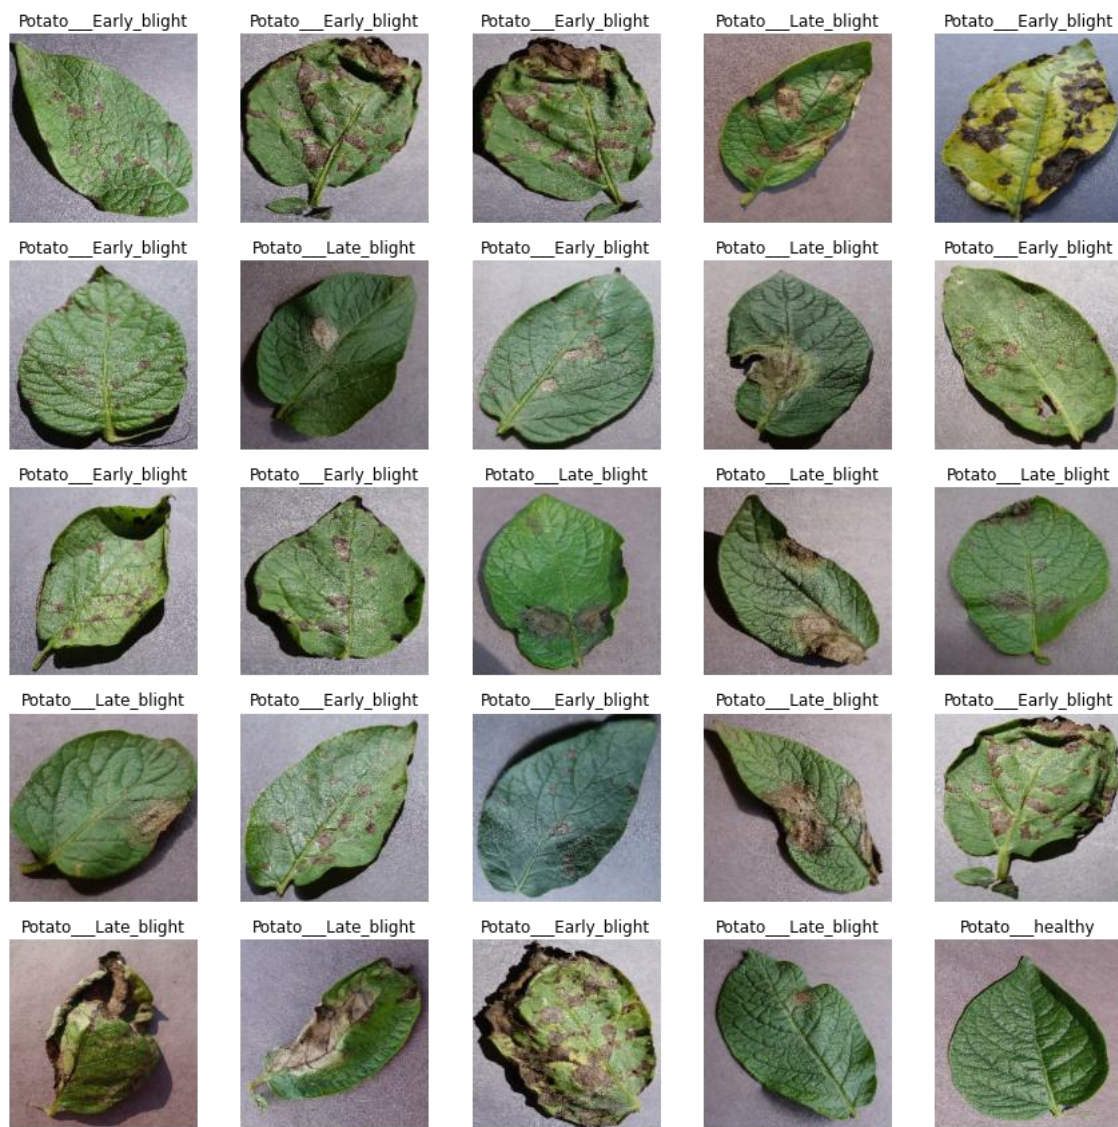 Potato___Early_blight Potato___Early_blight Potato___Early_blight Potato___Late_blight Potato___Early_blight
Potato___Early_blight Potato___Late_blight Potato___Early_blight Potato___Late_blight Potato___Early_blight
Potato___Early_blight Potato___Early_blight Potato___Late_blight Potato___Late_blight Potato___Late_blight
Potato___Late_blight Potato___Early_blight Potato___Early_blight Potato___Late_blight Potato___Early_blight
Potato___Late_blight Potato___Late_blight Potato___Early_blight Potato___Late_blight Potato___healthy